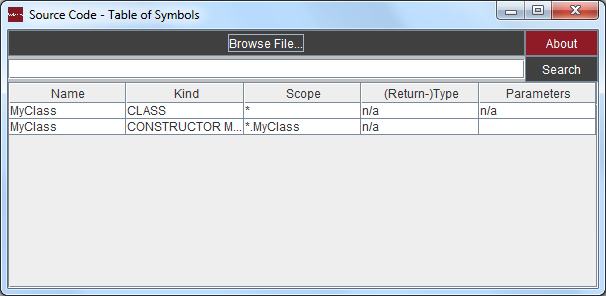 Source Code - Table of Symbols
Browse File... About
Search
Name Kind Scope (Return-)Type Parameters
MyClass CLASS * n/a n/a
MyClass CONSTRUCTOR M... *.MyClass n/a